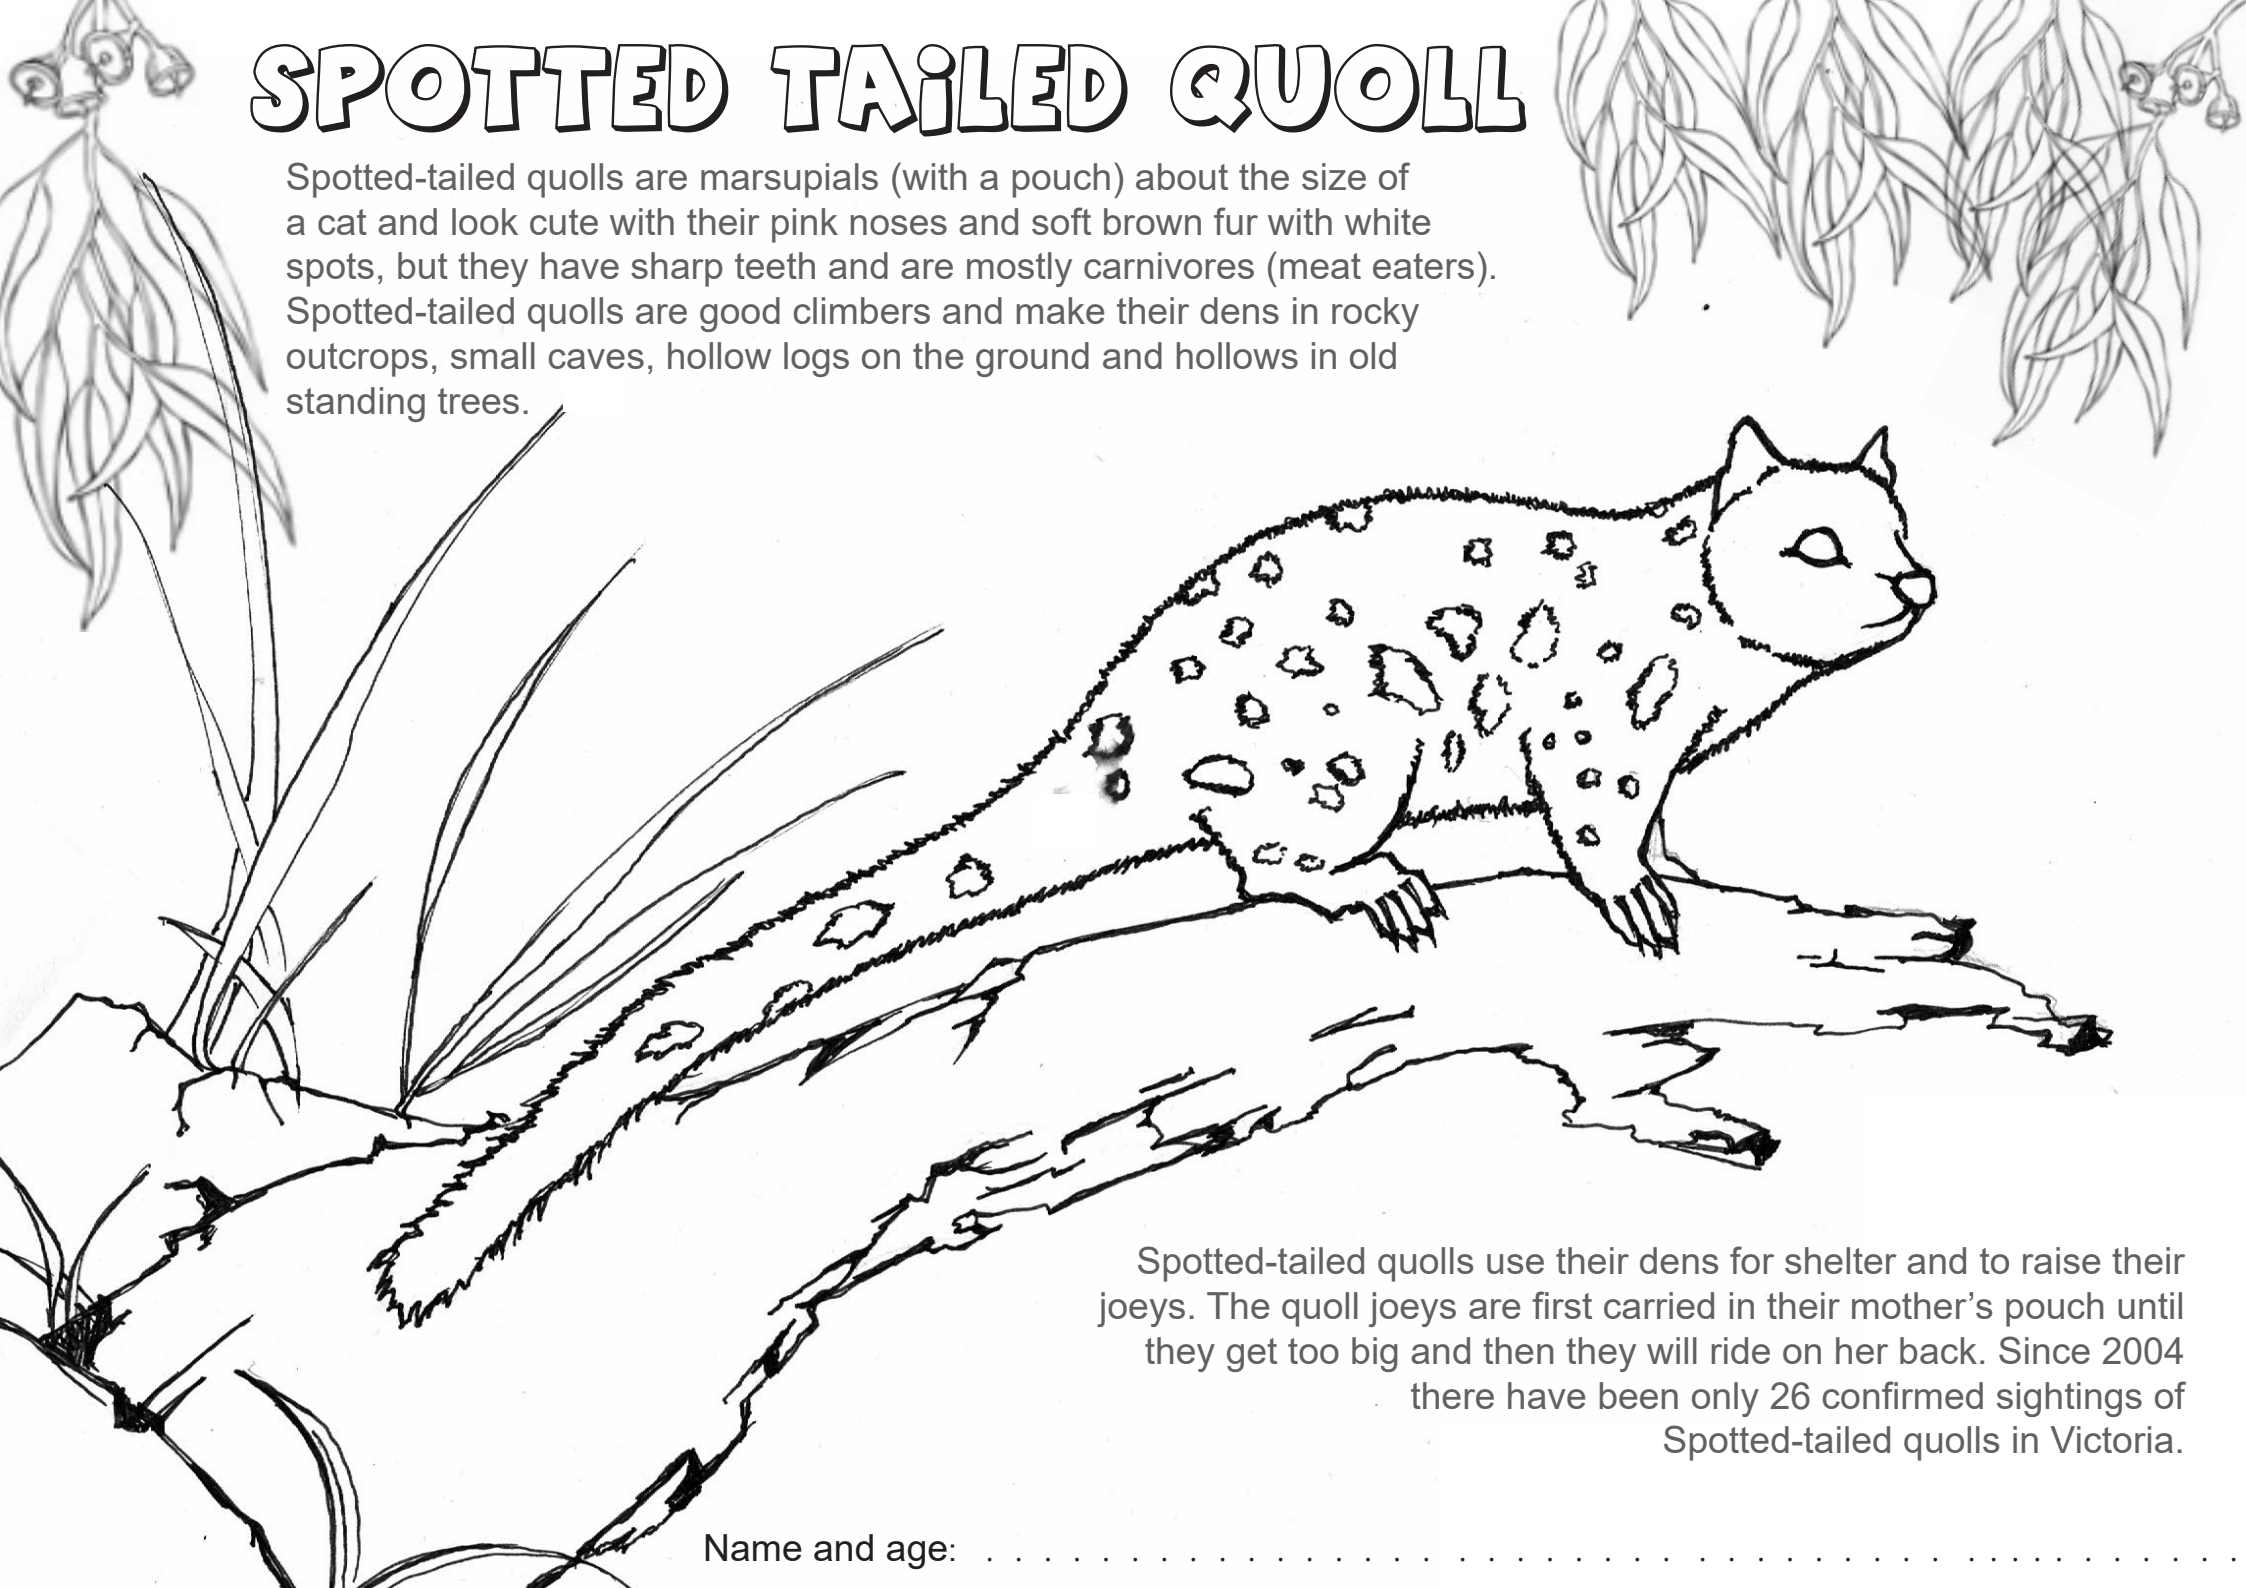 SPOTTED TAiLED QUOLL
Spotted-tailed quolls are marsupials (with a pouch) about the size of
a cat and look cute with their pink noses and soft brown fur with white
spots, but they have sharp teeth and are mostly carnivores (meat eaters).
Spotted-tailed quolls are good climbers and make their dens in rocky
outcrops, small caves, hollow logs on the ground and hollows in old
standing trees.
Spotted-tailed quolls use their dens for shelter and to raise their
joeys. The quoll joeys are first carried in their mother’s pouch until
they get too big and then they will ride on her back. Since 2004
there have been only 26 confirmed sightings of
Spotted-tailed quolls in Victoria.
Name and age: . . . . . . . . . . . . . . . . . . . . . . . . . . . . . . . . . . . . . . . . . . . . . . .